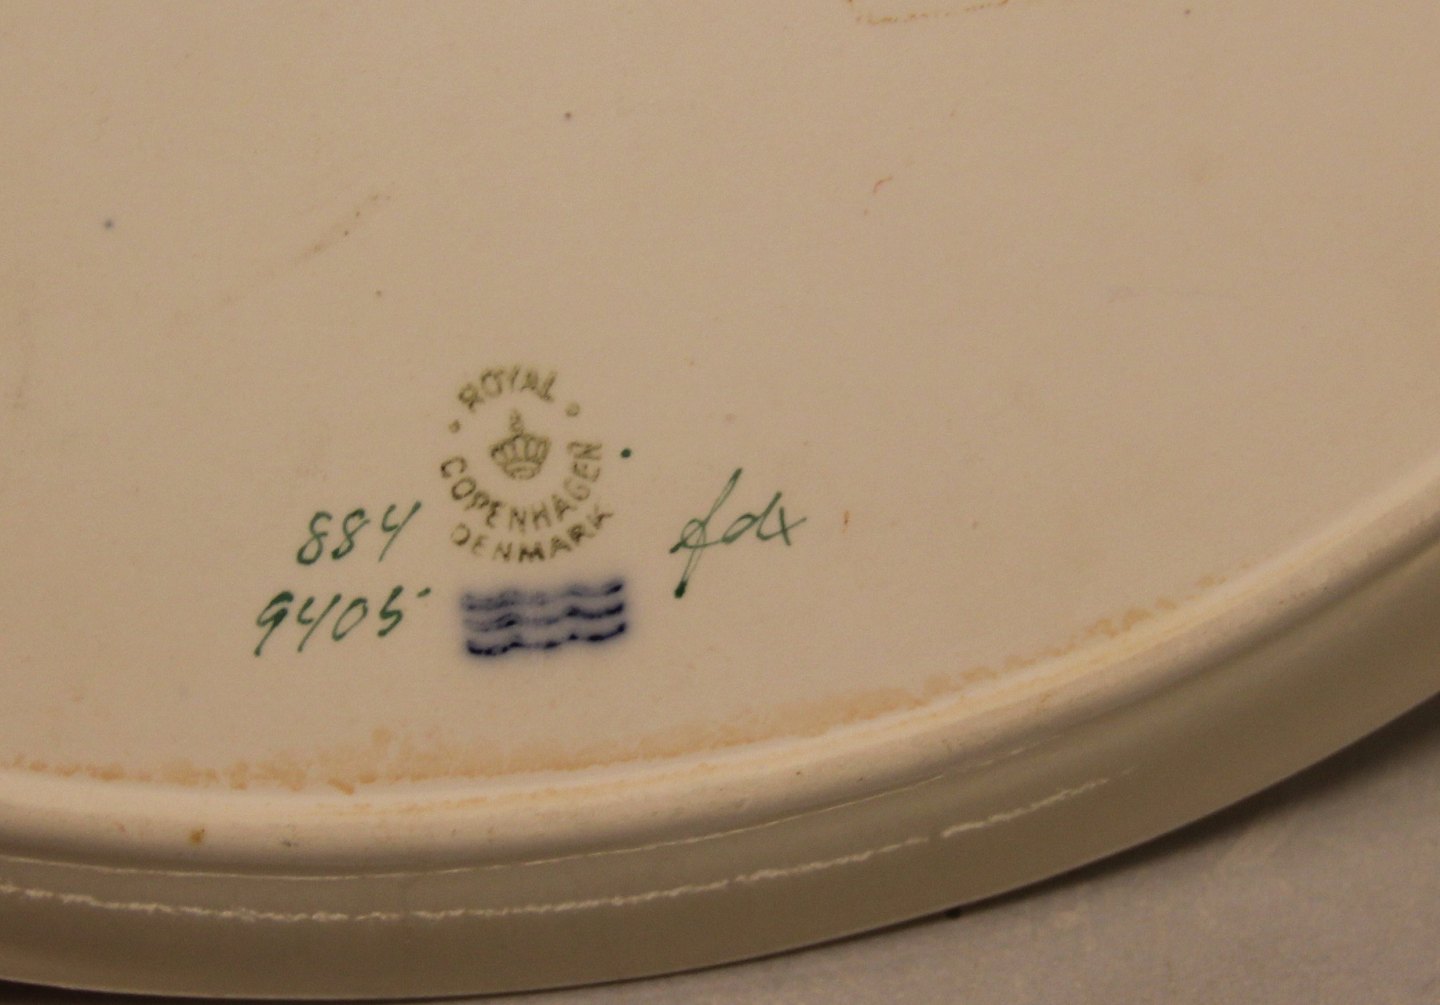 ROYAL
COPENHAGEN
DENMARK
884
9405